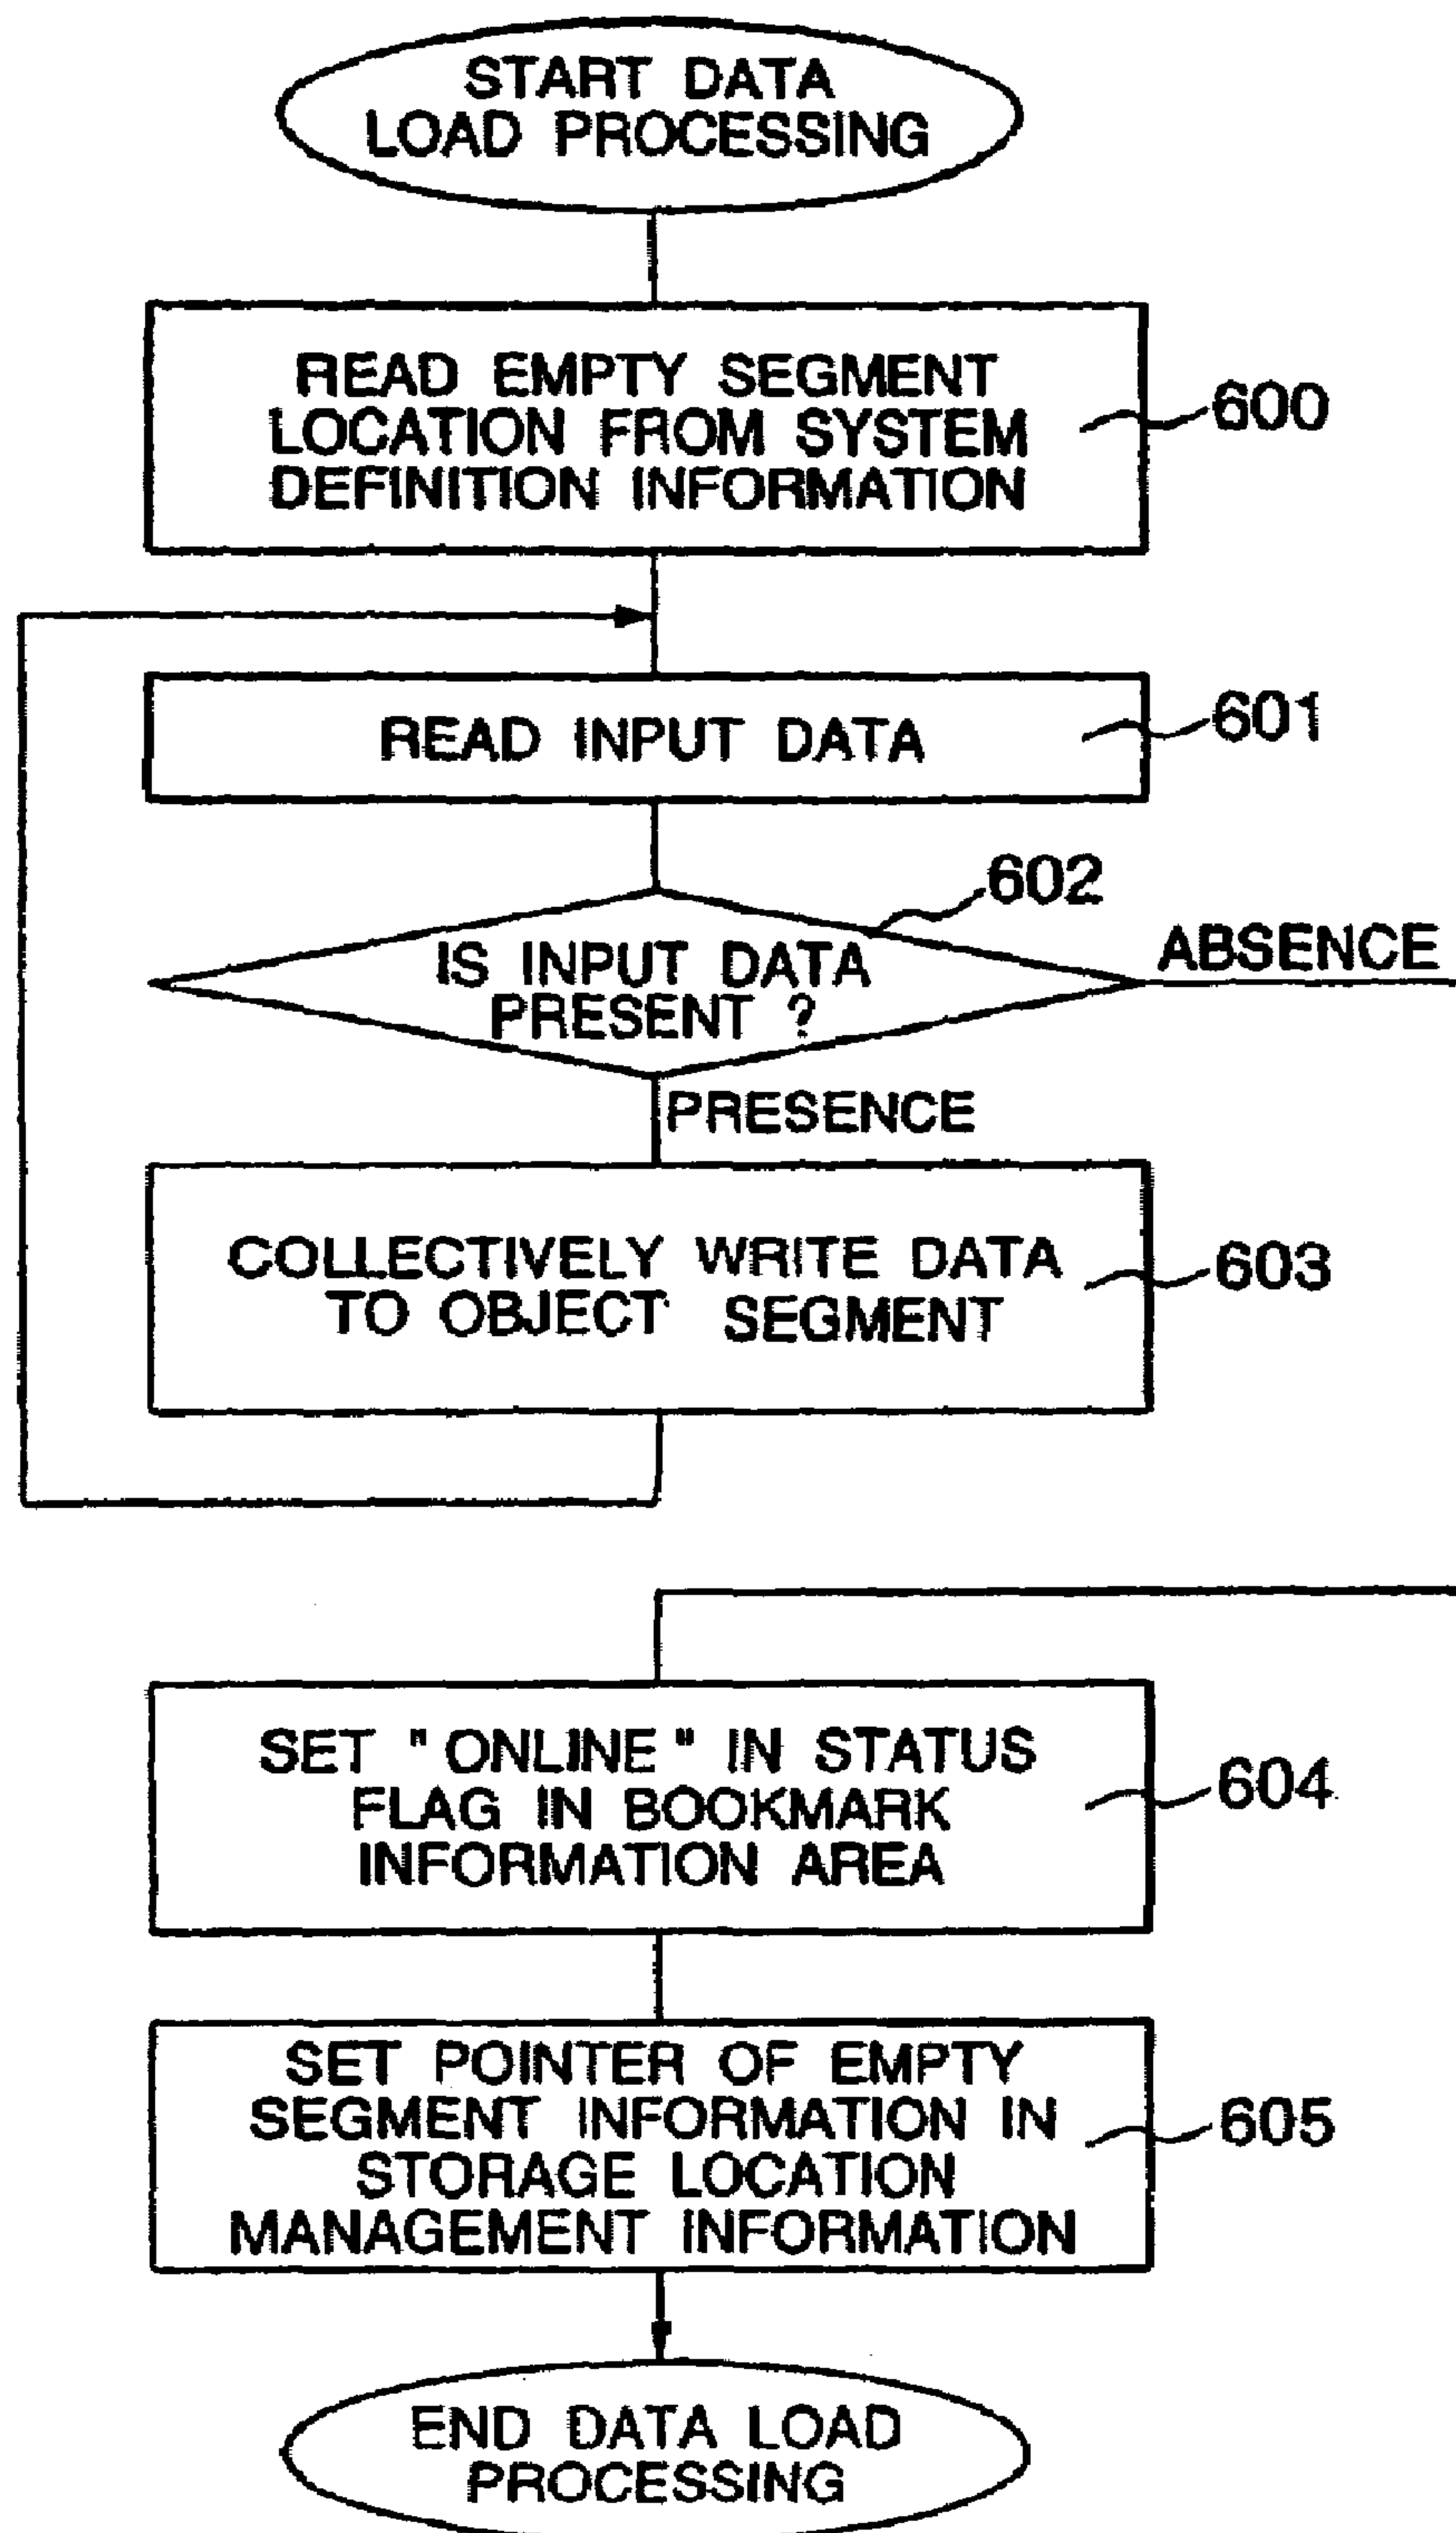 START DATA
LOAD PROCESSING
READ EMPTY SEGMENT
LOCATION FROM SYSTEM
DEFINITION INFORMATION
600
READ INPUT DATA
601
602
IS INPUT DATA
PRESENT ?
ABSENCE
PRESENCE
COLLECTIVELY WRITE DATA
TO OBJECT SEGMENT
603
SET "ONLINE" IN STATUS
FLAG IN BOOKMARK
INFORMATION AREA
604
SET POINTER OF EMPTY
SEGMENT INFORMATION IN
STORAGE LOCATION
MANAGEMENT INFORMATION
605
END DATA LOAD
PROCESSING